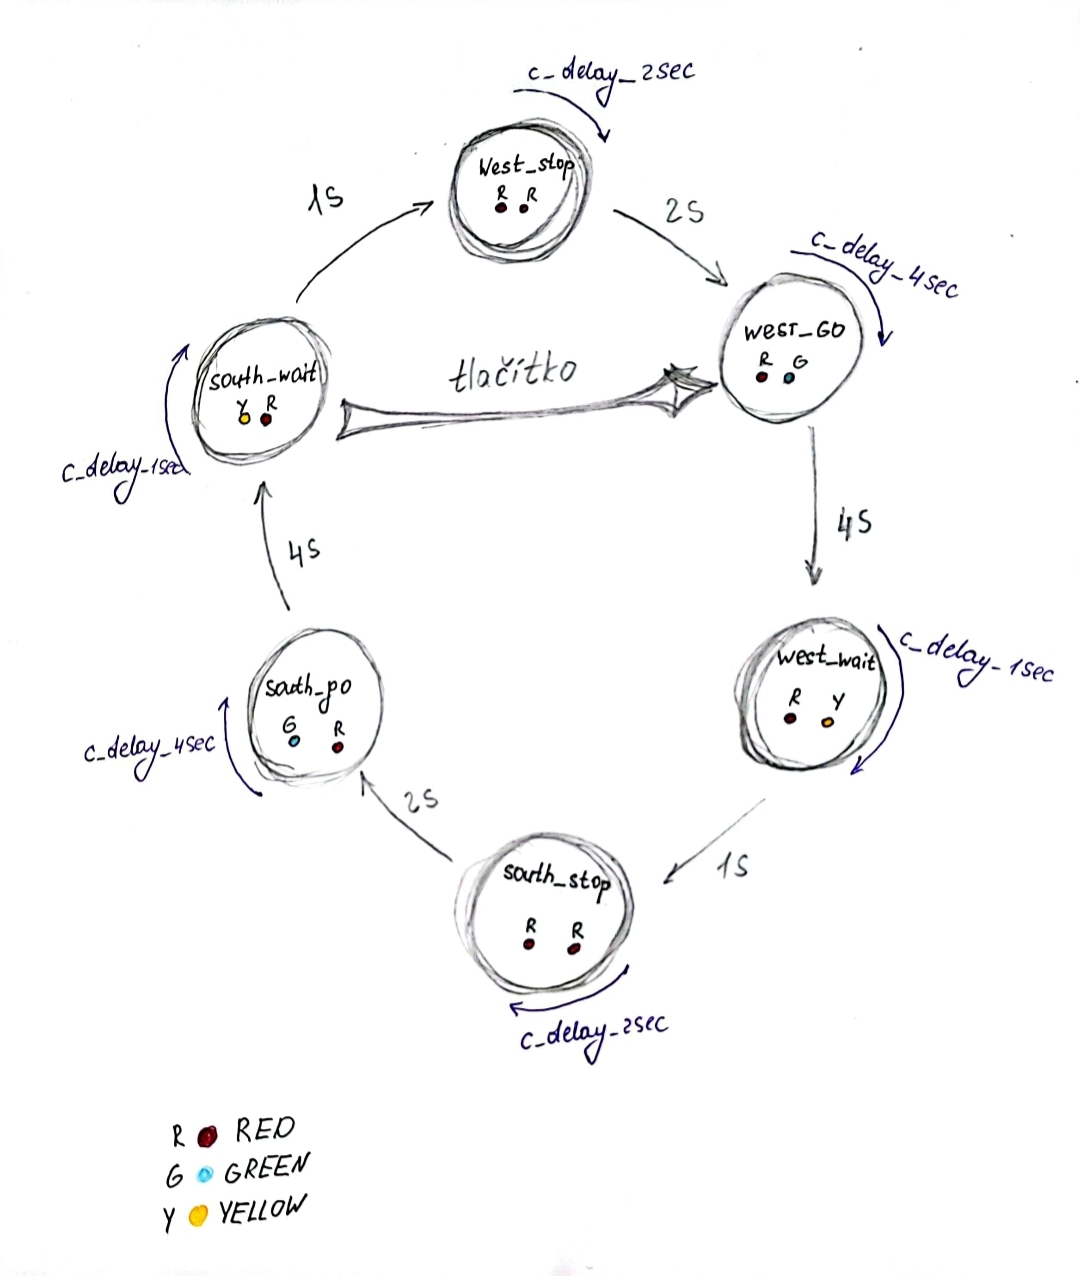 c_delay_2sec
West_stop
R R
1S
2S
c_delay_4sec
WEST_GO
R G
tlačítko
south_wait
Y R
c_delay_1sec
4S
4S
west_wait
R Y
c_delay_1sec
south_go
G R
c_delay_4sec
2S
1S
south_stop
R R
c_delay_2sec
R RED
G GREEN
Y YELLOW